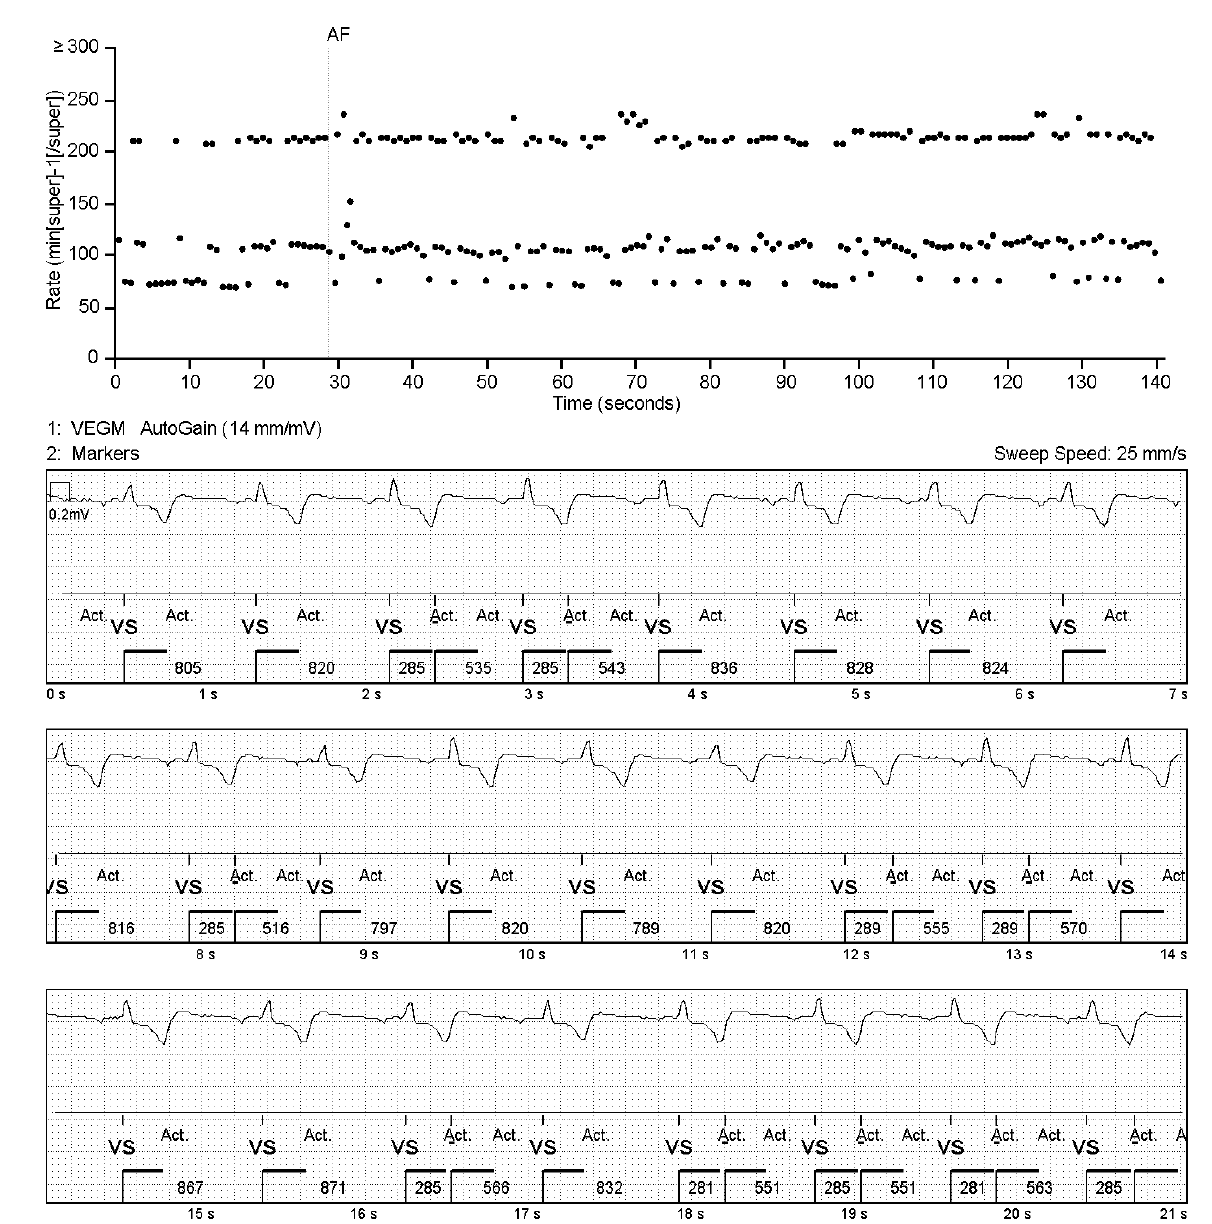 AF
≥ 300
250
200
150
100
50
0
Rate (min[super]-1[/super])
0 10 20 30 40 50 60 70 80 90 100 110 120 130 140
Time (seconds)
1: VEGM AutoGain (14 mm/mV)
2: Markers Sweep Speed: 25 mm/s
0.2mV
Act. Act. Act. Act. Act. Act. Act. Act. Act. Act. Act.
VS VS VS VS VS VS VS VS
805 820 285 535 285 543 836 828 824
0 s 1 s 2 s 3 s 4 s 5 s 6 s 7 s
Act. Act. Act. Act. Act. Act. Act. Act. Act. Act. Act. Act
VS VS VS VS VS VS VS VS VS
816 285 516 797 820 789 820 289 555 289 570
8 s 9 s 10 s 11 s 12 s 13 s 14 s
Act. Act. Act. Act. Act. Act. Act. Act. Act. Act. Act. Act. A
VS VS VS VS VS VS VS VS
867 871 285 566 832 281 551 285 551 281 563 285
15 s 16 s 17 s 18 s 19 s 20 s 21 s